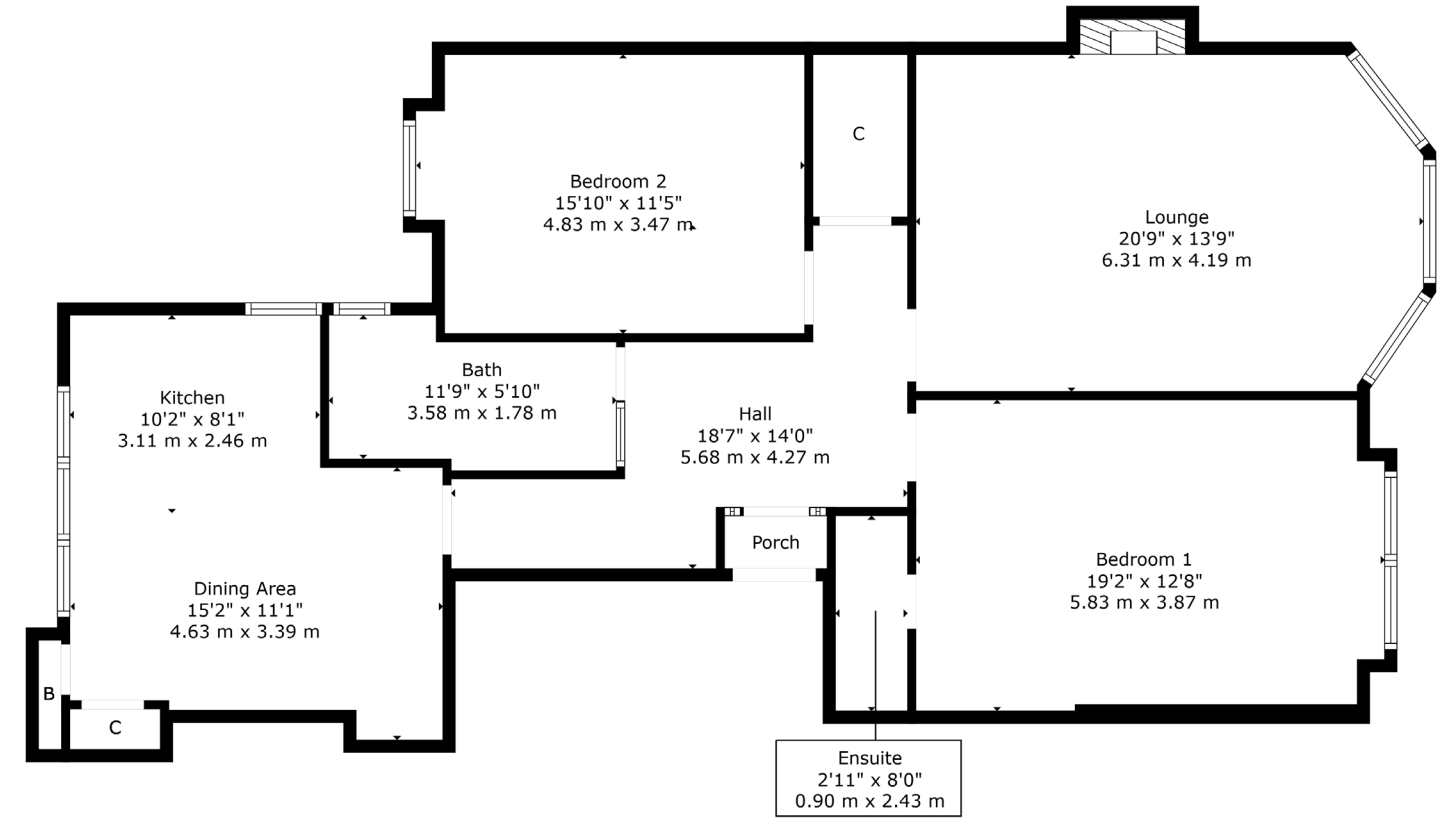 C
Bedroom 2
15'10" x 11'5"
4.83 m x 3.47 m
Lounge
20'9" x 13'9"
6.31 m x 4.19 m
Bath
11'9" x 5'10"
3.58 m x 1.78 m
Kitchen
10'2" x 8'1"
3.11 m x 2.46 m
Hall
18'7" x 14'0"
5.68 m x 4.27 m
Porch
Bedroom 1
19'2" x 12'8"
5.83 m x 3.87 m
Dining Area
15'2" x 11'1"
4.63 m x 3.39 m
B
C
Ensuite
2'11" x 8'0"
0.90 m x 2.43 m